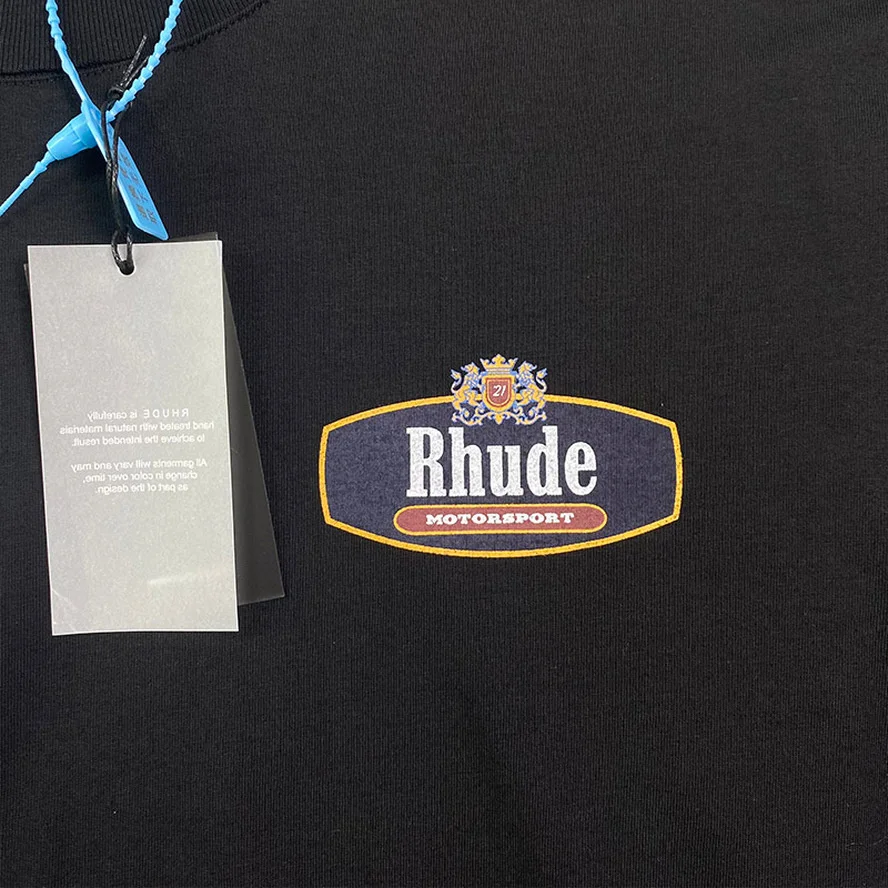 R H U D E is carefully
hand treated with natural materials
to achieve the intended result.
All garments will vary and may
change in color over time,
as part of the design.
21
Rhude
MOTORSPORT